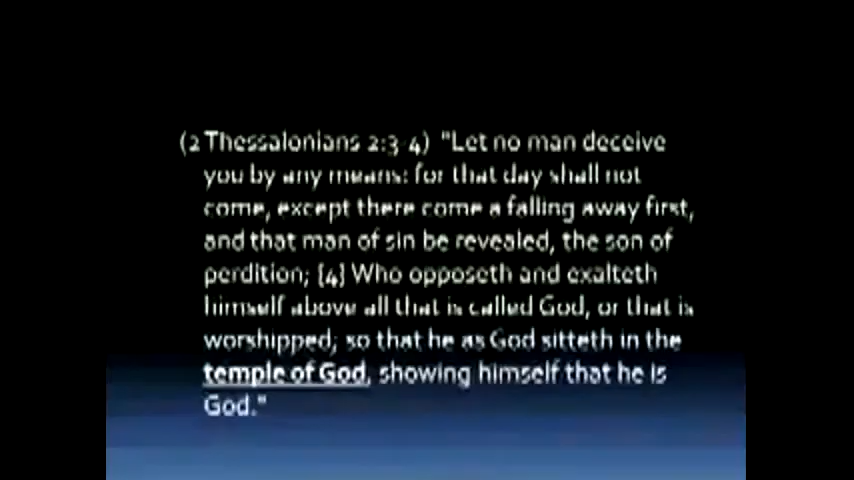 (2 Thessalonians 2:3-4) "Let no man deceive
you by any means: for that day shall not
come, except there come a falling away first,
and that man of sin be revealed, the son of
perdition; [4] Who opposeth and exalteth
himself above all that is called God, or that is
worshipped; so that he as God sitteth in the
temple of God, showing himself that he is
God."